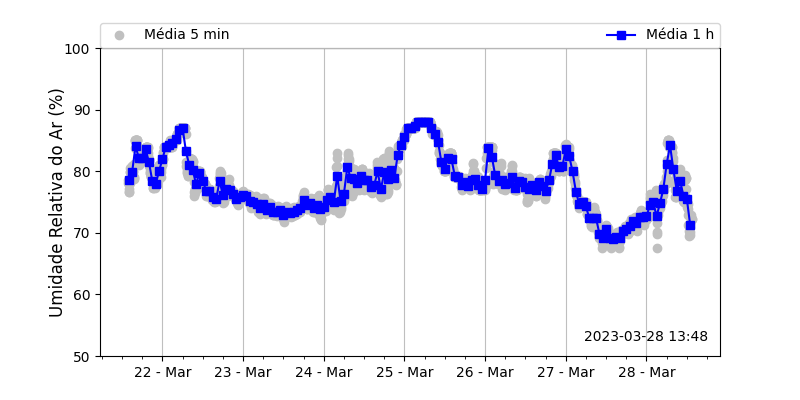 Média 5 min
Média 1 h
Umidade Relativa do Ar (%)
100
90
80
70
60
50
2023-03-28 13:48
22 - Mar
23 - Mar
24 - Mar
25 - Mar
26 - Mar
27 - Mar
28 - Mar